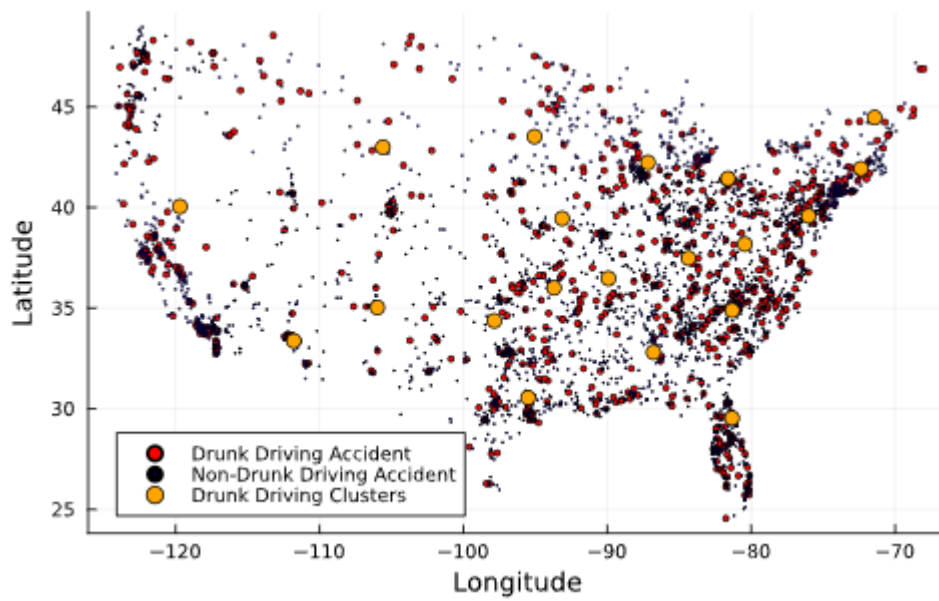 45
40
Latitude
35
30
Drunk Driving Accident
Non-Drunk Driving Accident
Drunk Driving Clusters
25
−120 −110 −100 −90 −80 −70
Longitude